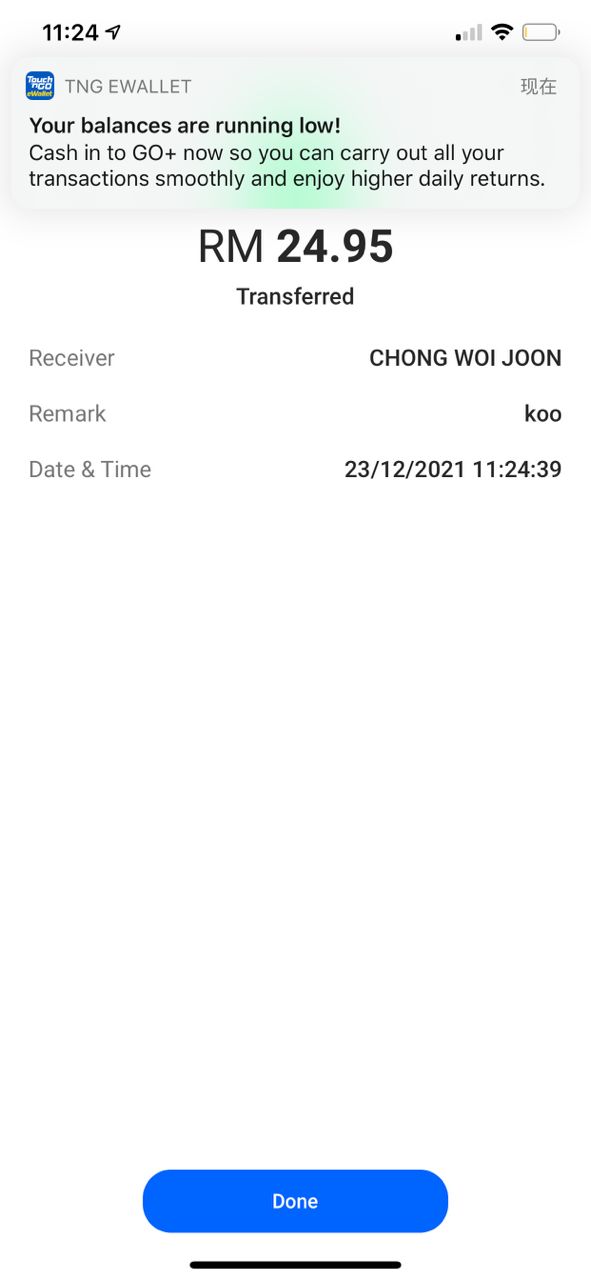 11:24
Touch
'nGO
eWallet
TNG EWALLET
现在
Your balances are running low!
Cash in to GO+ now so you can carry out all your
transactions smoothly and enjoy higher daily returns.
RM 24.95
Transferred
Receiver CHONG WOI JOON
Remark koo
Date & Time 23/12/2021 11:24:39
Done